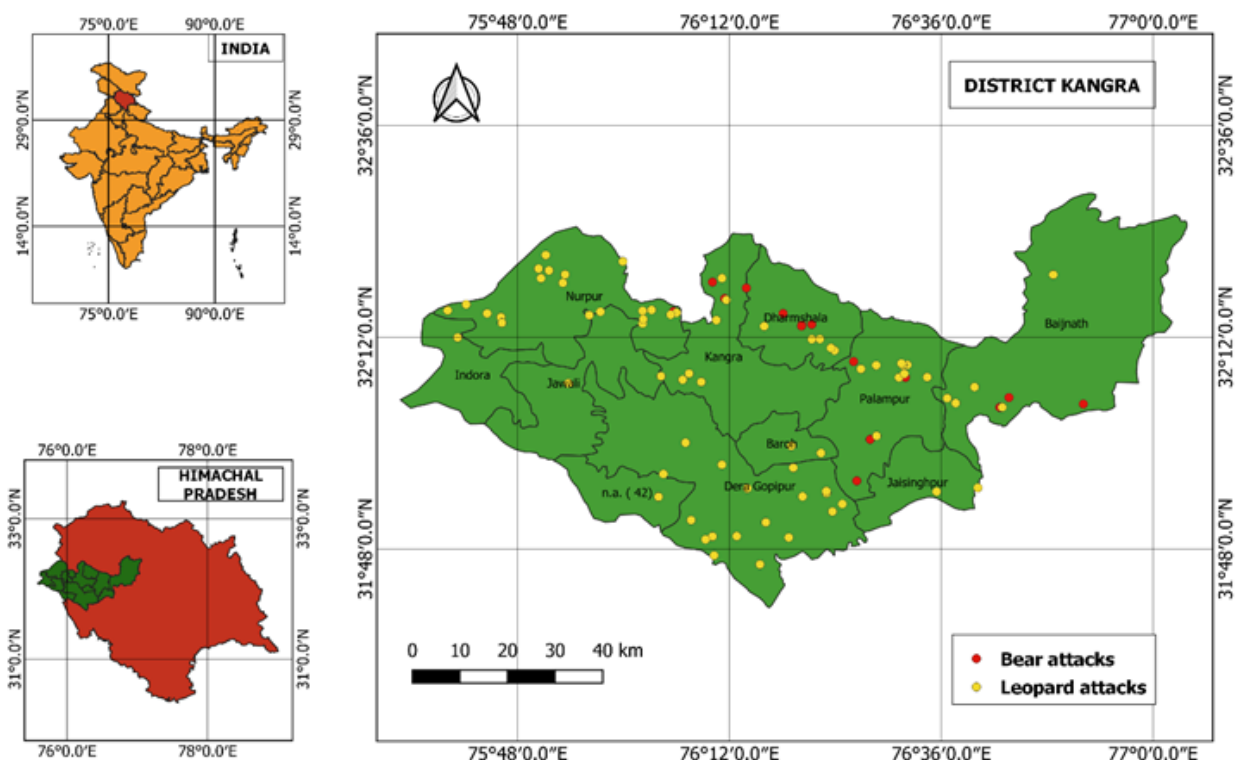 75°0.0'E 90°0.0'E
INDIA
29°0.0'N 29°0.0'N
14°0.0'N 14°0.0'N
75°0.0'E 90°0.0'E
76°0.0'E 78°0.0'E
HIMACHAL
PRADESH
33°0.0'N 33°0.0'N
31°0.0'N 31°0.0'N
76°0.0'E 78°0.0'E
75°48'0.0"E 76°12'0.0"E 76°36'0.0"E 77°0'0.0"E
DISTRICT KANGRA
32°36'0.0"N 32°36'0.0"N
Nurpur
Dharmshala
Baijnath
32°12'0.0"N 32°12'0.0"N
Kangra
Indora
Jawali
Palampur
Baroh
n.a. ( 42)
Dera Gopipur
Jaisinghpur
31°48'0.0"N 31°48'0.0"N
0 10 20 30 40 km
Bear attacks
Leopard attacks
75°48'0.0"E 76°12'0.0"E 76°36'0.0"E 77°0'0.0"E